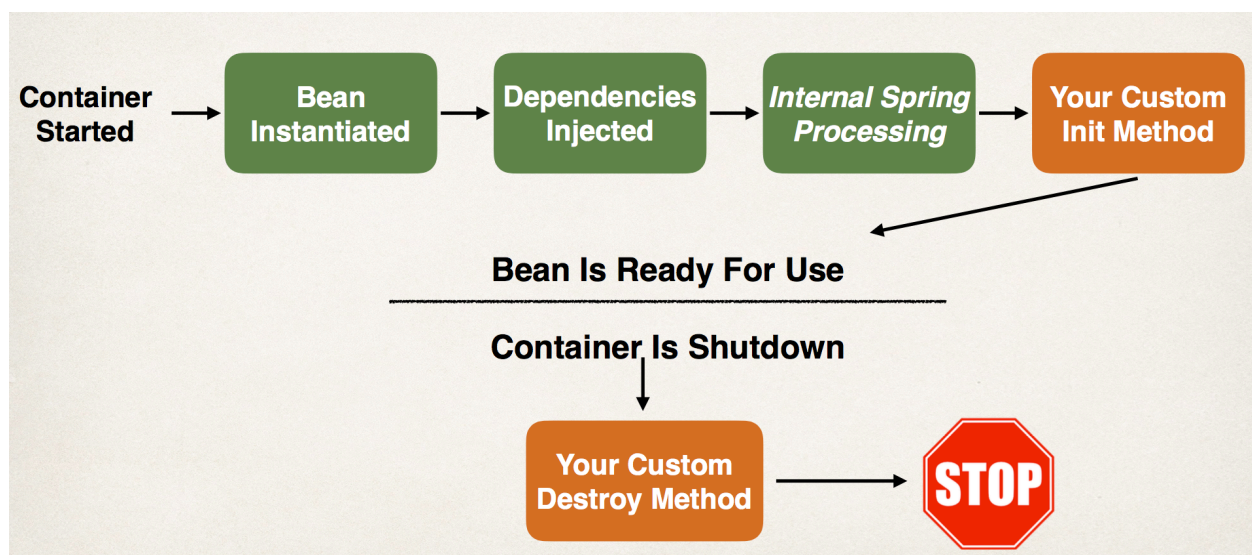 Container
Started
Bean
Instantiated
Dependencies
Injected
Internal Spring
Processing
Your Custom
Init Method
Bean Is Ready For Use
Container Is Shutdown
Your Custom
Destroy Method
STOP